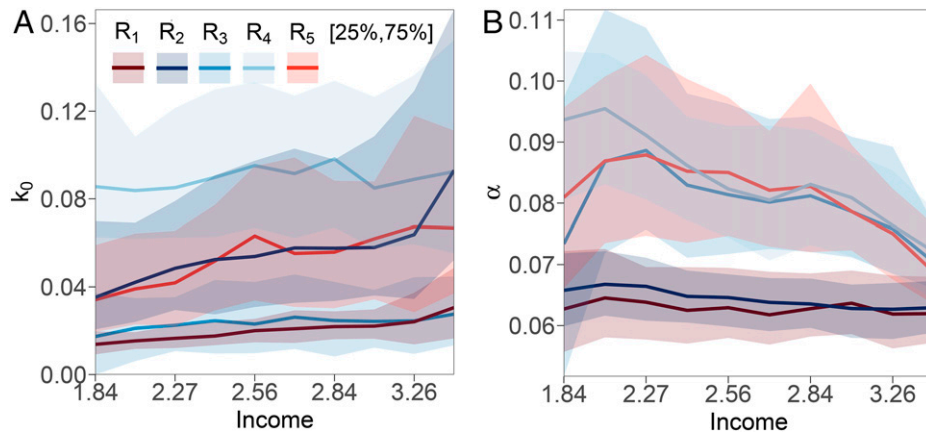 A
R1 R2 R3 R4 R5 [25%,75%]
k0
0.16
0.12
0.08
0.04
0.00
1.84 2.27 2.56 2.84 3.26
Income
B
α
0.11
0.10
0.09
0.08
0.07
0.06
1.84 2.27 2.56 2.84 3.26
Income